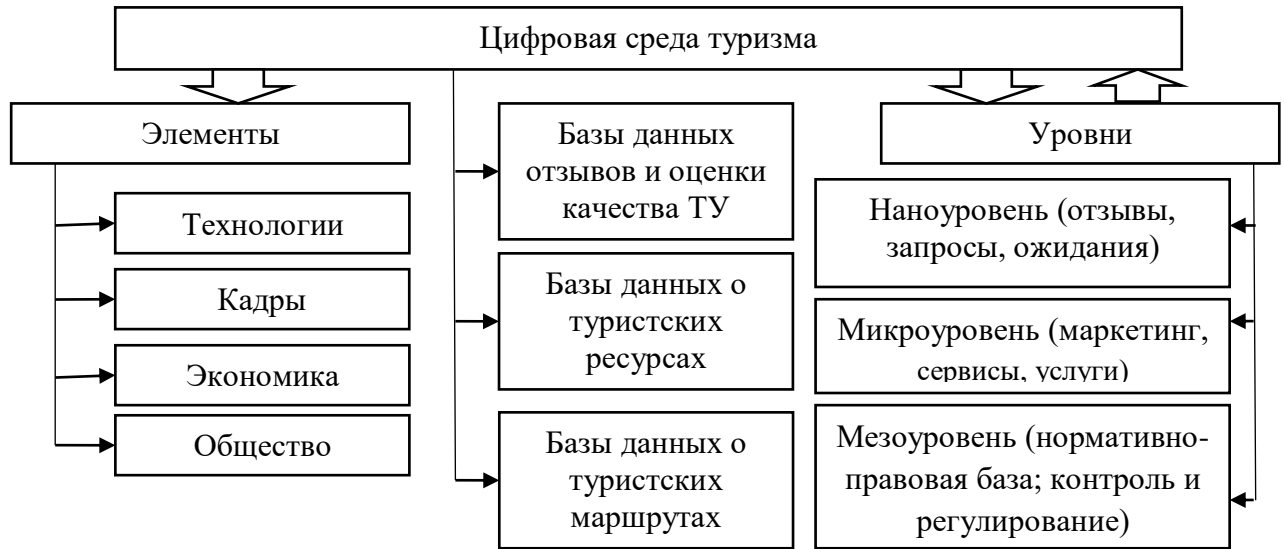 Цифровая среда туризма
Элементы
Технологии
Кадры
Экономика
Общество
Базы данных
отзывов и оценки
качества ТУ
Базы данных о
туристских
ресурсах
Базы данных о
туристских
маршрутах
Уровни
Наноуровень (отзывы,
запросы, ожидания)
Микроуровень (маркетинг,
сервисы, услуги)
Мезоуровень (нормативно-
правовая база; контроль и
регулирование)